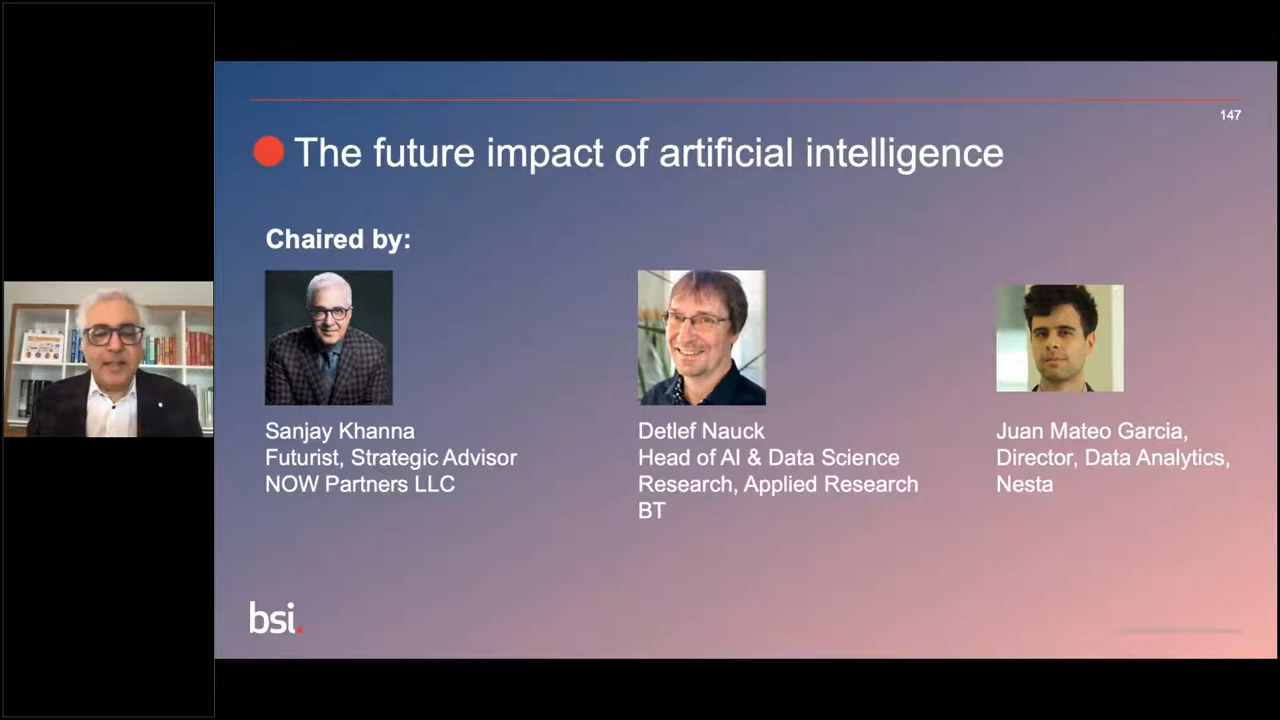 147
The future impact of artificial intelligence
Chaired by:
Sanjay Khanna
Futurist, Strategic Advisor
NOW Partners LLC
Detlef Nauck
Head of AI & Data Science
Research, Applied Research
BT
Juan Mateo Garcia,
Director, Data Analytics,
Nesta
bsi.